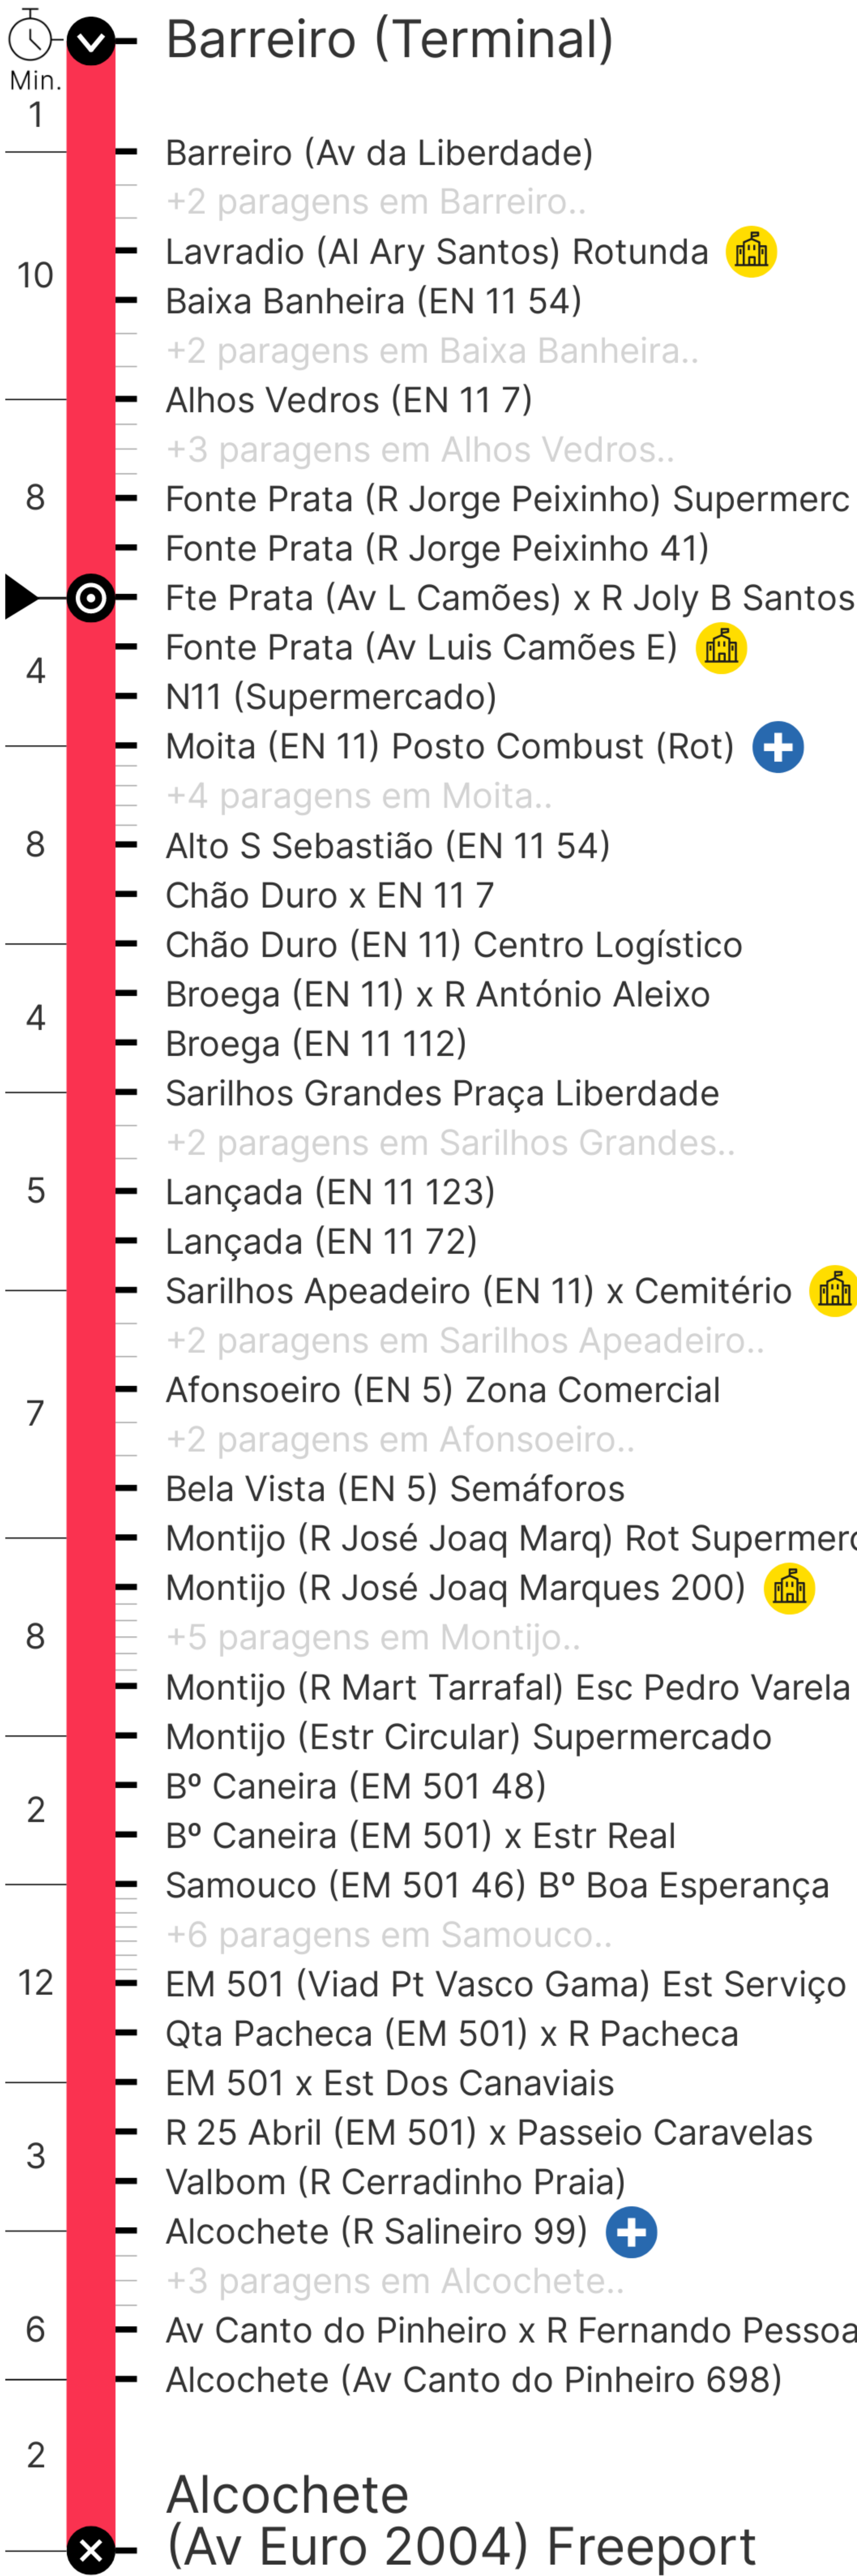 Barreiro (Terminal)
Min.
1
Barreiro (Av da Liberdade)
+2 paragens em Barreiro..
10
Lavradio (Al Ary Santos) Rotunda
Baixa Banheira (EN 11 54)
+2 paragens em Baixa Banheira..
Alhos Vedros (EN 11 7)
+3 paragens em Alhos Vedros..
8
Fonte Prata (R Jorge Peixinho) Supermerc
Fonte Prata (R Jorge Peixinho 41)
Fte Prata (Av L Camões) x R Joly B Santos
Fonte Prata (Av Luis Camões E)
4
N11 (Supermercado)
Moita (EN 11) Posto Combust (Rot)
+4 paragens em Moita..
8
Alto S Sebastião (EN 11 54)
Chão Duro x EN 11 7
Chão Duro (EN 11) Centro Logístico
Broega (EN 11) x R António Aleixo
4
Broega (EN 11 112)
Sarilhos Grandes Praça Liberdade
+2 paragens em Sarilhos Grandes..
5
Lançada (EN 11 123)
Lançada (EN 11 72)
Sarilhos Apeadeiro (EN 11) x Cemitério
+2 paragens em Sarilhos Apeadeiro..
Afonsoeiro (EN 5) Zona Comercial
7
+2 paragens em Afonsoeiro..
Bela Vista (EN 5) Semáforos
Montijo (R José Joaq Marq) Rot Supermerc
Montijo (R José Joaq Marques 200)
8
+5 paragens em Montijo..
Montijo (R Mart Tarrafal) Esc Pedro Varela
Montijo (Estr Circular) Supermercado
Bº Caneira (EM 501 48)
2
Bº Caneira (EM 501) x Estr Real
Samouco (EM 501 46) Bº Boa Esperança
+6 paragens em Samouco..
12
EM 501 (Viad Pt Vasco Gama) Est Serviço
Qta Pacheca (EM 501) x R Pacheca
EM 501 x Est Dos Canaviais
R 25 Abril (EM 501) x Passeio Caravelas
3
Valbom (R Cerradinho Praia)
Alcochete (R Salineiro 99)
+3 paragens em Alcochete..
6
Av Canto do Pinheiro x R Fernando Pessoa
Alcochete (Av Canto do Pinheiro 698)
2
Alcochete
(Av Euro 2004) Freeport